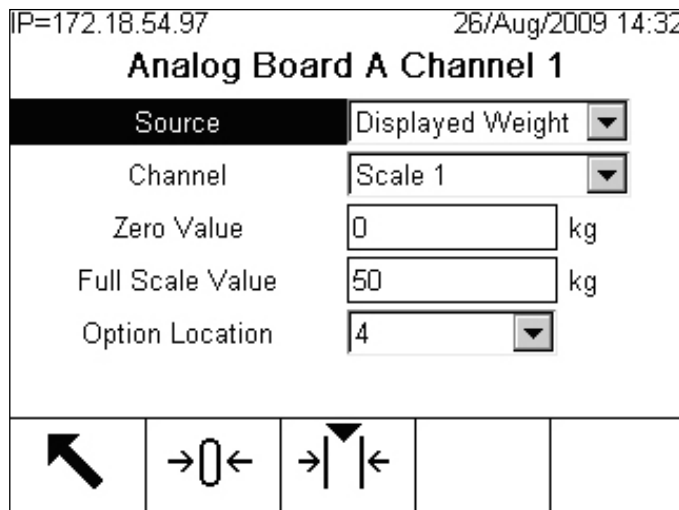 IP=172.18.54.97 26/Aug/2009 14:32
Analog Board A Channel 1
Source Displayed Weight
Channel Scale 1
Zero Value 0 kg
Full Scale Value 50 kg
Option Location 4
→0←